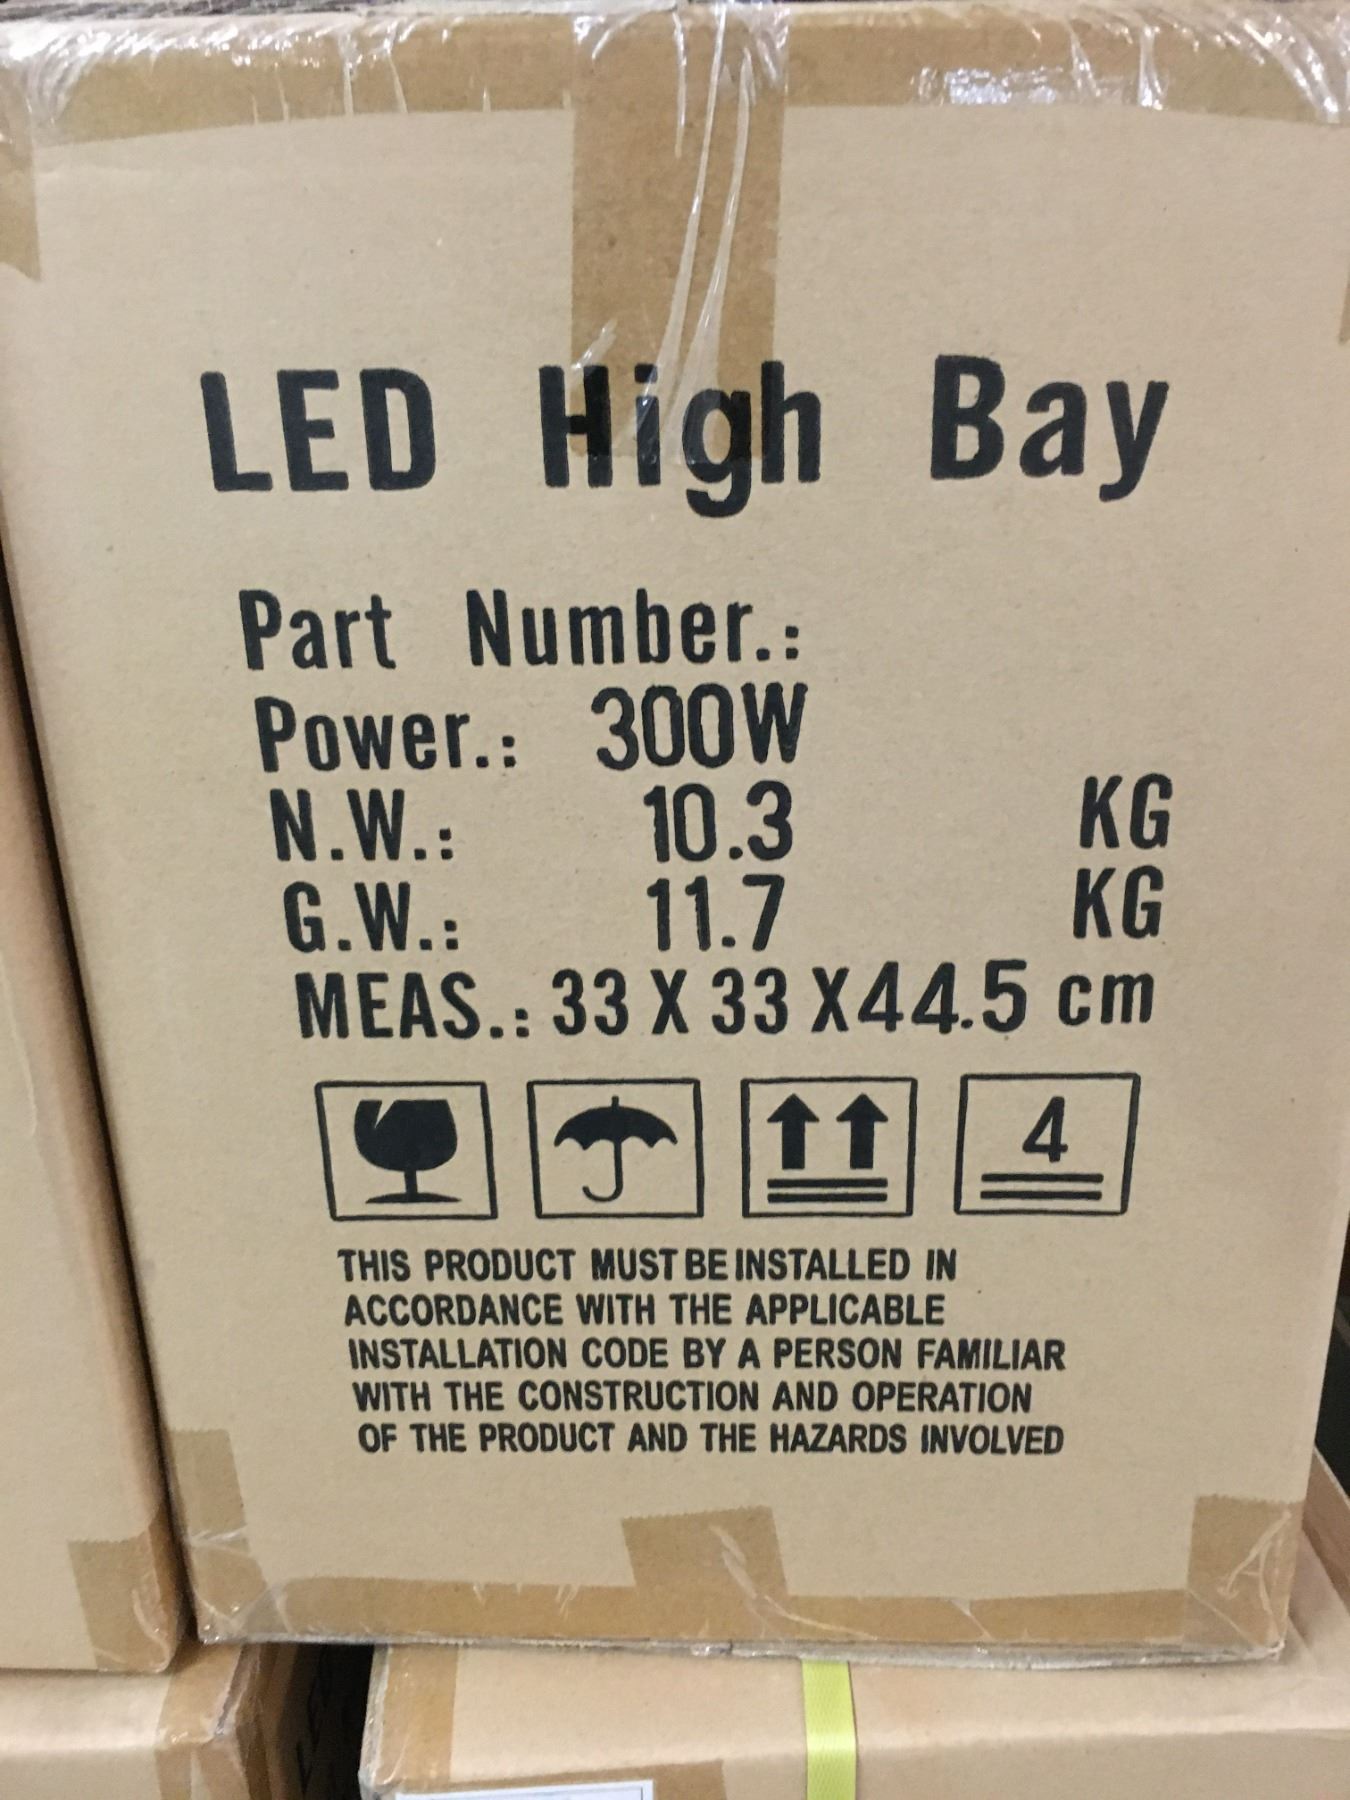 LED High Bay
Part Number.:
Power.: 300W
N.W.: 10.3 KG
G.W.: 11.7 KG
MEAS.: 33 X 33 X44.5 cm
4
THIS PRODUCT MUST BE INSTALLED IN
ACCORDANCE WITH THE APPLICABLE
INSTALLATION CODE BY A PERSON FAMILIAR
WITH THE CONSTRUCTION AND OPERATION
OF THE PRODUCT AND THE HAZARDS INVOLVED